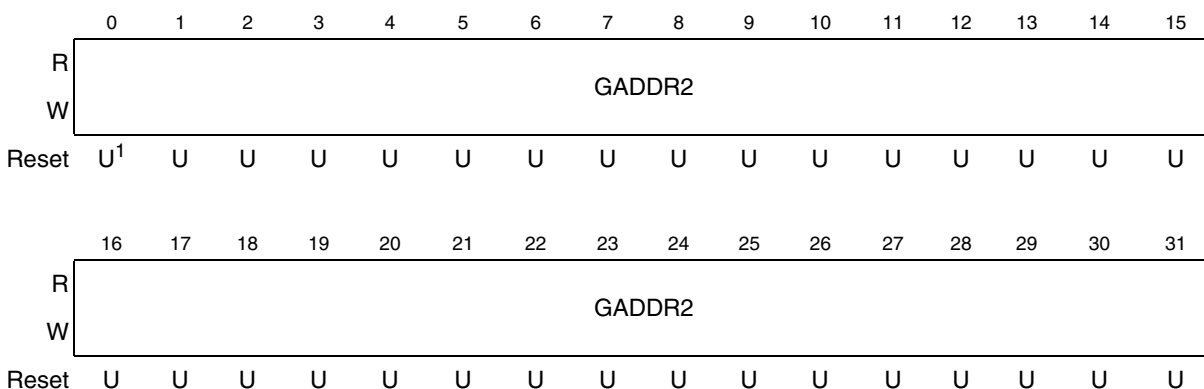 0 1 2 3 4 5 6 7 8 9 10 11 12 13 14 15
R
GADDR2
W
Reset U1 U U U U U U U U U U U U U U U
16 17 18 19 20 21 22 23 24 25 26 27 28 29 30 31
R
GADDR2
W
Reset U U U U U U U U U U U U U U U U